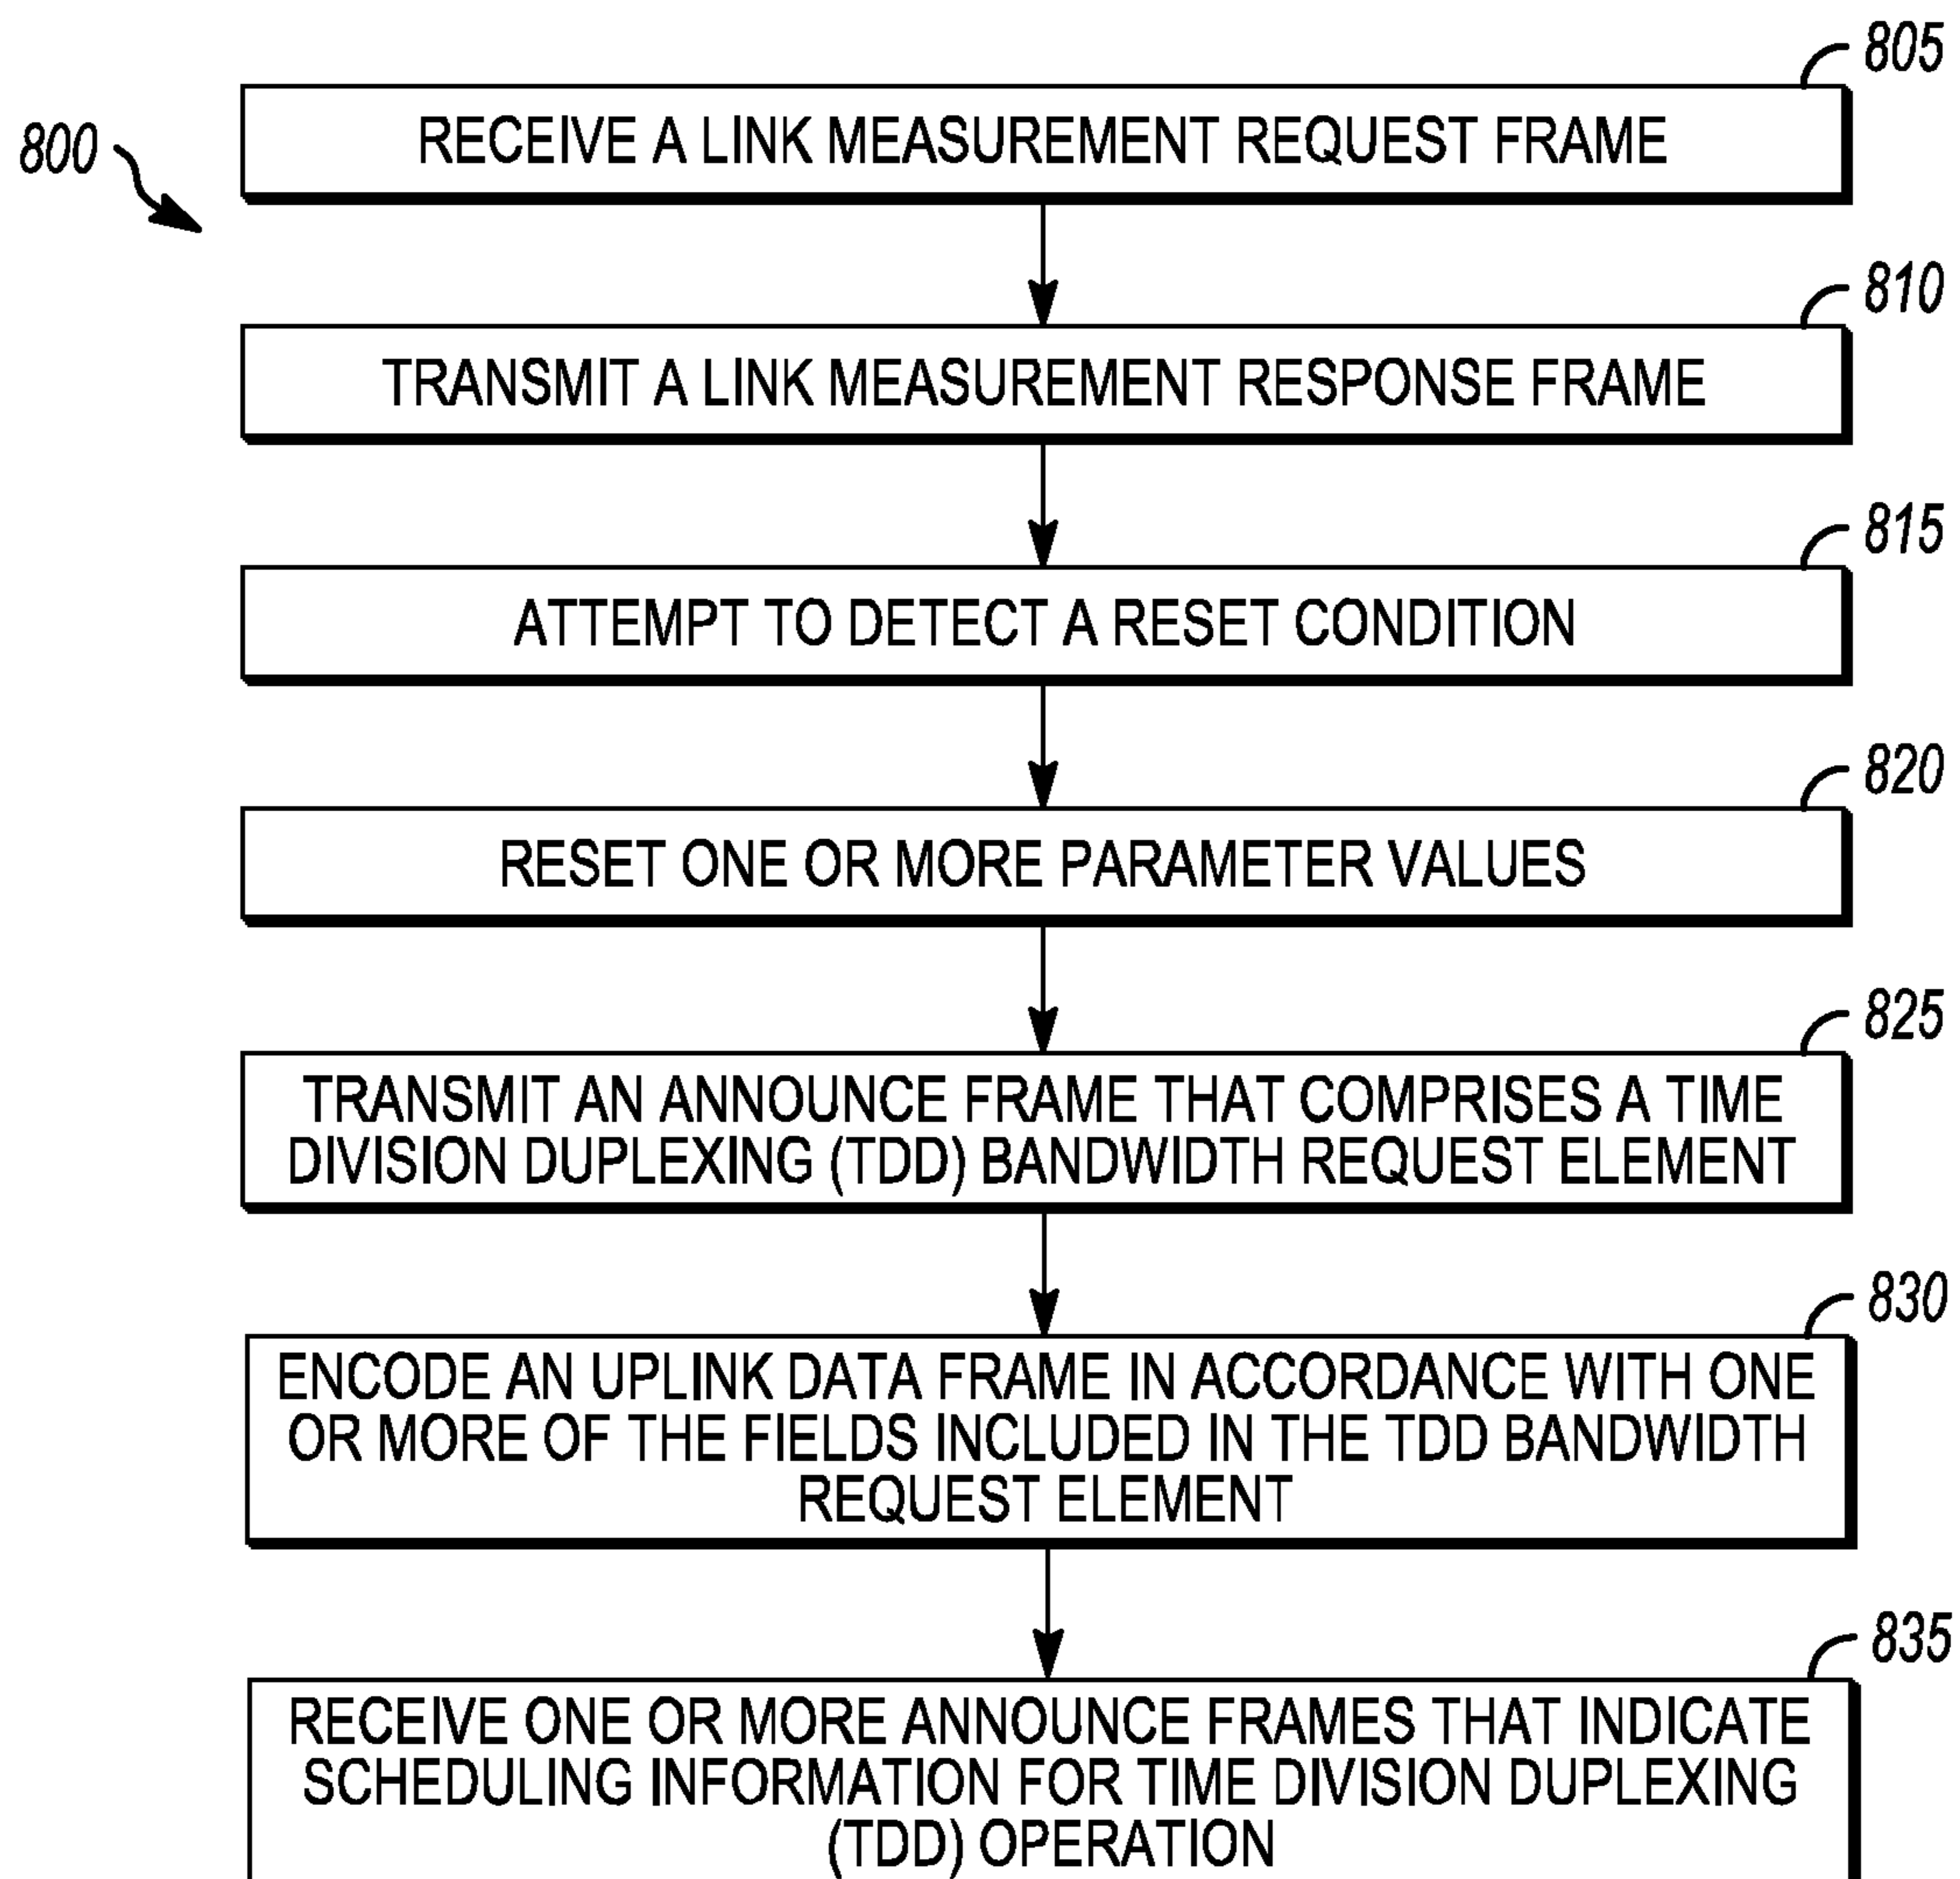 805
800
RECEIVE A LINK MEASUREMENT REQUEST FRAME
810
TRANSMIT A LINK MEASUREMENT RESPONSE FRAME
815
ATTEMPT TO DETECT A RESET CONDITION
820
RESET ONE OR MORE PARAMETER VALUES
825
TRANSMIT AN ANNOUNCE FRAME THAT COMPRISES A TIME
DIVISION DUPLEXING (TDD) BANDWIDTH REQUEST ELEMENT
830
ENCODE AN UPLINK DATA FRAME IN ACCORDANCE WITH ONE
OR MORE OF THE FIELDS INCLUDED IN THE TDD BANDWIDTH
REQUEST ELEMENT
835
RECEIVE ONE OR MORE ANNOUNCE FRAMES THAT INDICATE
SCHEDULING INFORMATION FOR TIME DIVISION DUPLEXING
(TDD) OPERATION